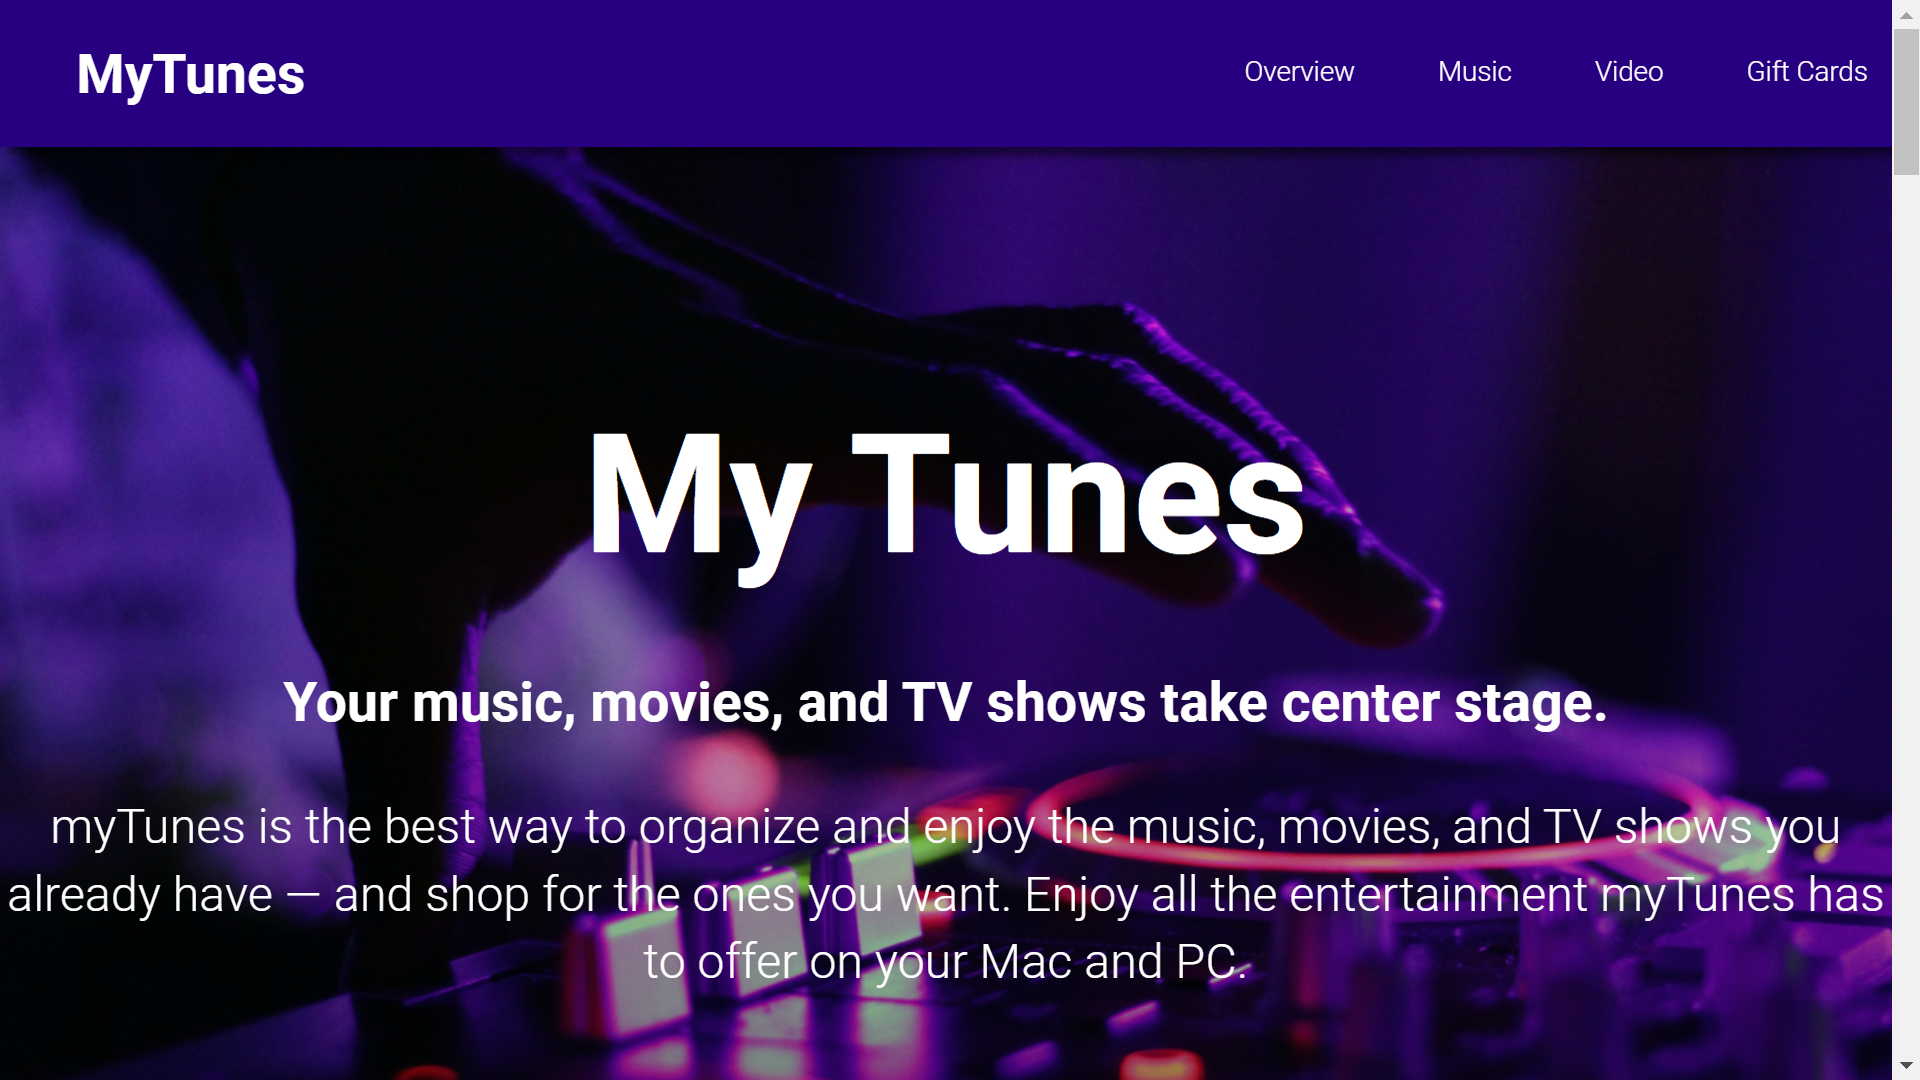 MyTunes
Overview
Music
Video
Gift Cards
My Tunes
Your music, movies, and TV shows take center stage.
myTunes is the best way to organize and enjoy the music, movies, and TV shows you
already have — and shop for the ones you want. Enjoy all the entertainment myTunes has
to offer on your Mac and PC.